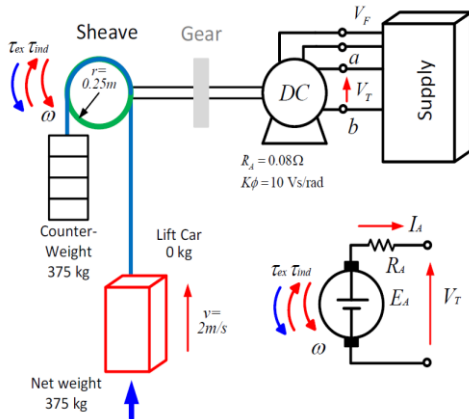 Sheave
Gear
τex τind
r=
0.25m
ω
VF
a
VT
b
DC
Supply
RA = 0.08Ω
Kϕ = 10 Vs/rad
Counter-
Weight
375 kg
Lift Car
0 kg
v=
2m/s
Net weight
375 kg
IA
RA
τex τind
EA
VT
ω